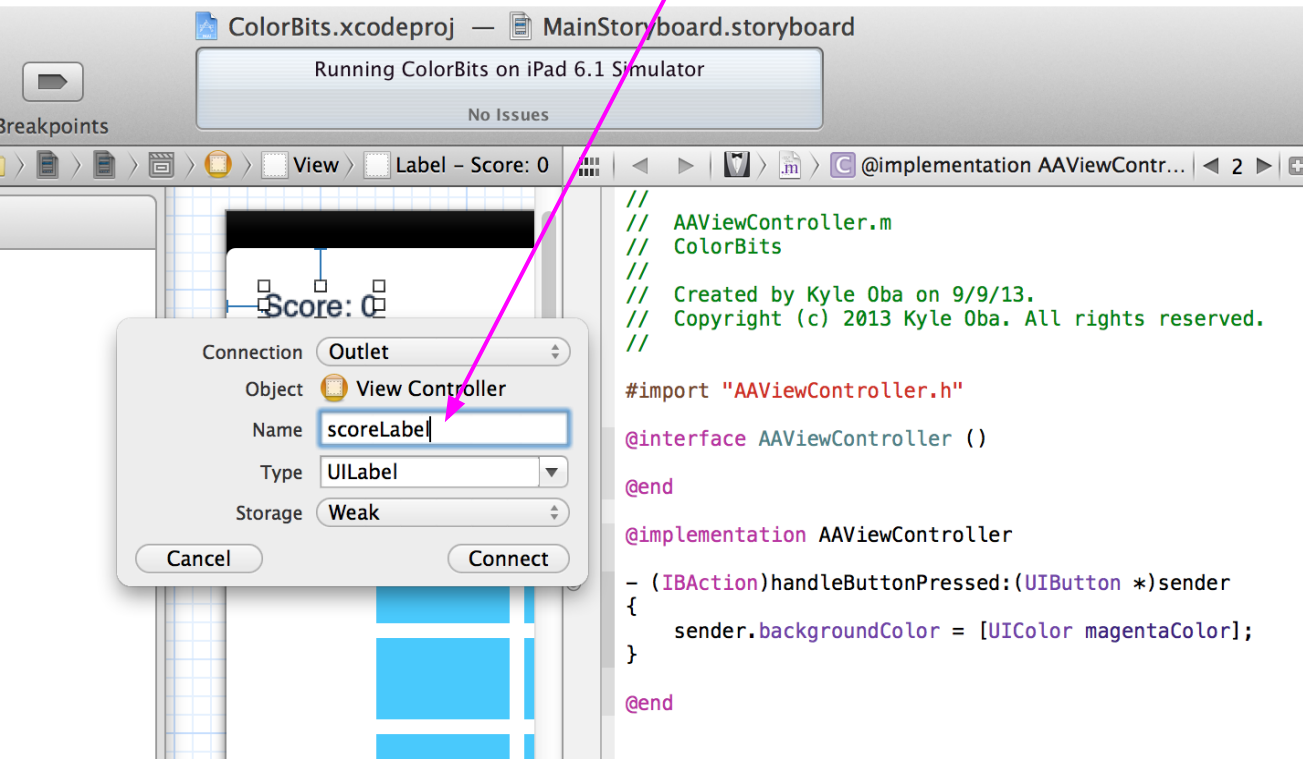 ColorBits.xcodeproj — MainStoryboard.storyboard
Running ColorBits on iPad 6.1 Simulator
No Issues
Breakpoints
View
Label – Score: 0
.m
C
@implementation AAViewContr...
2
Score: 0
Connection Outlet
Object View Controller
Name scoreLabel
Type UILabel
Storage Weak
Cancel Connect
//
// AAViewController.m
// ColorBits
//
// Created by Kyle Oba on 9/9/13.
// Copyright (c) 2013 Kyle Oba. All rights reserved.
//
#import "AAViewController.h"
@interface AAViewController ()
@end
@implementation AAViewController
- (IBAction)handleButtonPressed:(UIButton *)sender
{
sender.backgroundColor = [UIColor magentaColor];
}
@end